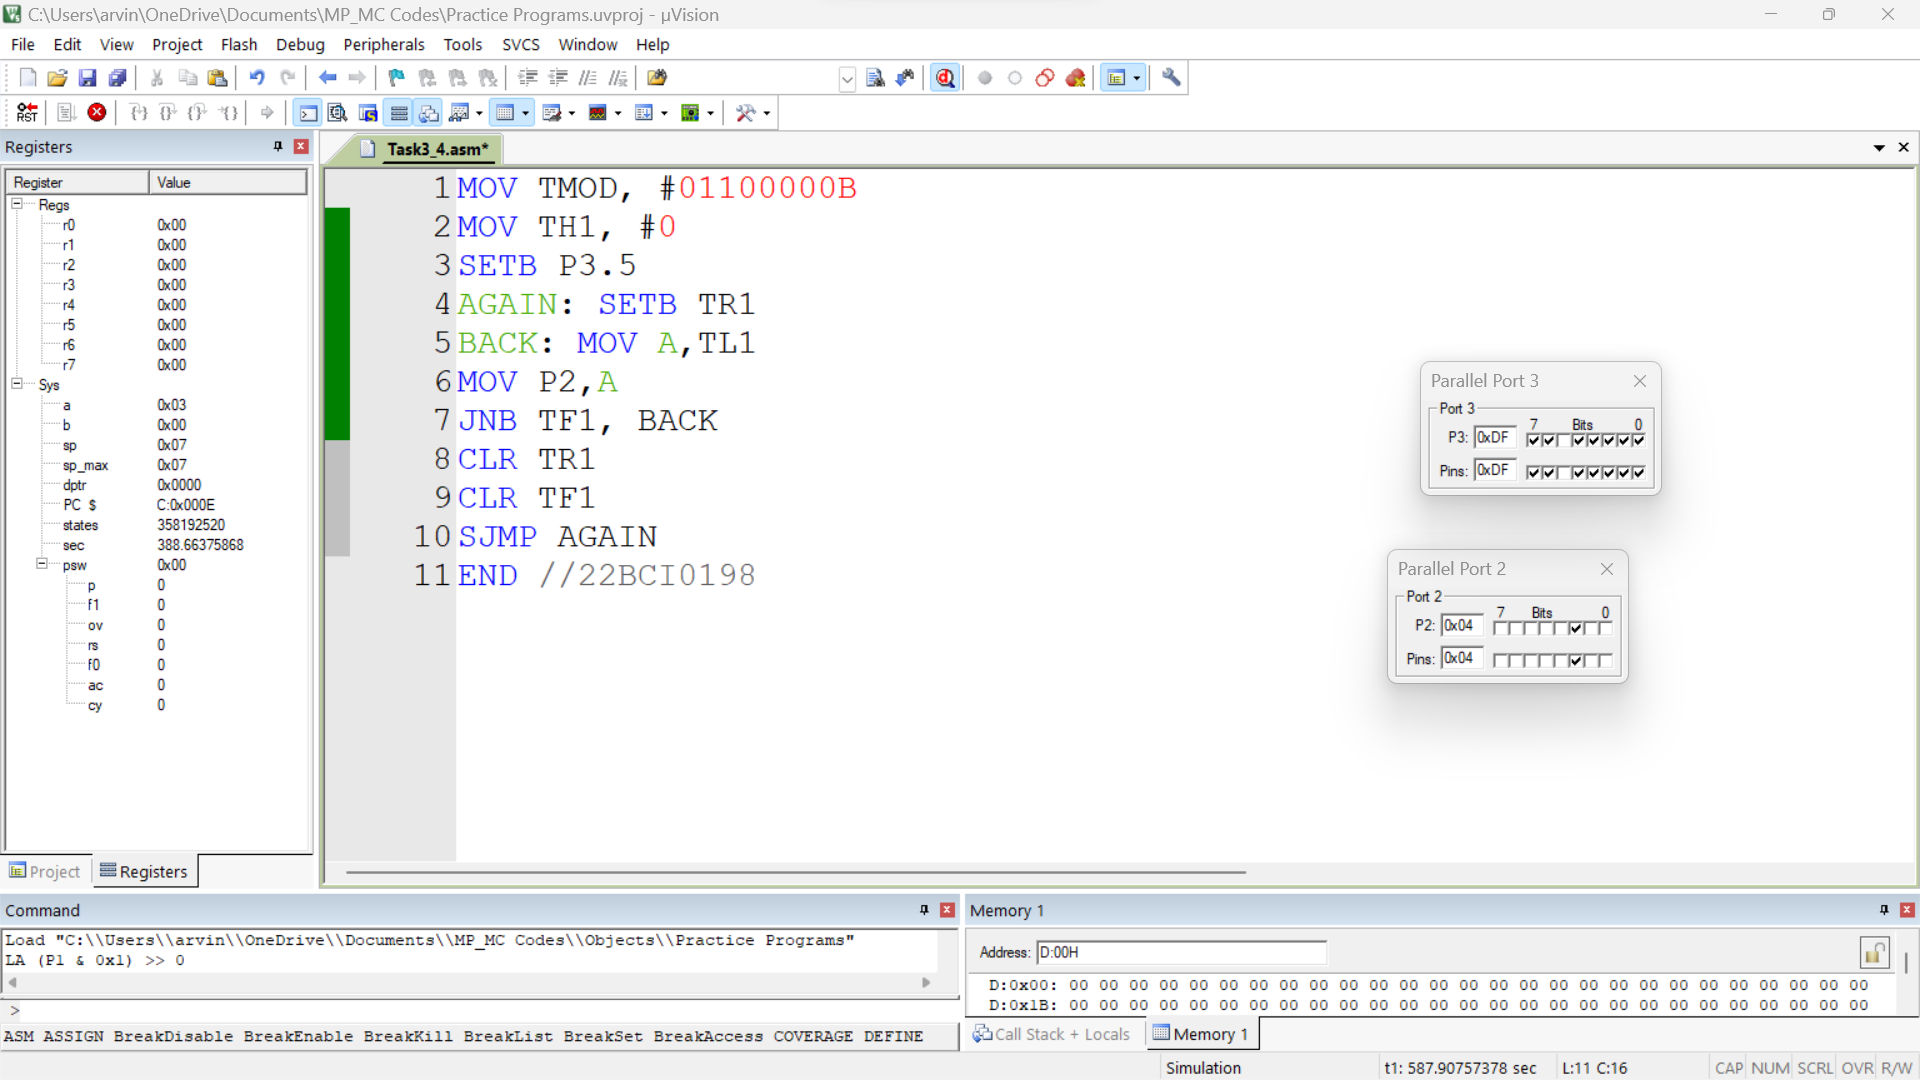 C:\Users\arvin\OneDrive\Documents\MP_MC Codes\Practice Programs.uvproj - µVision
File Edit View Project Flash Debug Peripherals Tools SVCS Window Help
RST
Registers
Task3_4.asm*
Register Value
Regs
r0 0x00
r1 0x00
r2 0x00
r3 0x00
r4 0x00
r5 0x00
r6 0x00
r7 0x00
Sys
a 0x03
b 0x00
sp 0x07
sp_max 0x07
dptr 0x0000
PC $ C:0x000E
states 358192520
sec 388.66375868
psw 0x00
p 0
f1 0
ov 0
rs 0
f0 0
ac 0
cy 0
Project Registers
1 MOV TMOD, #01100000B
2 MOV TH1, #0
3 SETB P3.5
4 AGAIN: SETB TR1
5 BACK: MOV A,TL1
6 MOV P2,A
7 JNB TF1, BACK
8 CLR TR1
9 CLR TF1
10 SJMP AGAIN
11 END //22BCI0198
Parallel Port 3
Port 3
7 Bits 0
P3: 0xDF
Pins: 0xDF
Parallel Port 2
Port 2
7 Bits 0
P2: 0x04
Pins: 0x04
Command
Load "C:\\Users\\arvin\\OneDrive\\Documents\\MP_MC Codes\\Objects\\Practice Programs"
LA (P1 & 0x1) >> 0
>
ASM ASSIGN BreakDisable BreakEnable BreakKill BreakList BreakSet BreakAccess COVERAGE DEFINE
Memory 1
Address: D:00H
D:0x00: 00 00 00 00 00 00 00 00 00 00 00 00 00 00 00 00 00 00 00 00 00 00 00 00 00 00 00
D:0x1B: 00 00 00 00 00 00 00 00 00 00 00 00 00 00 00 00 00 00 00 00 00 00 00 00 00 00 00
Call Stack + Locals Memory 1
Simulation t1: 587.90757378 sec L:11 C:16 CAP NUM SCRL OVR R/W